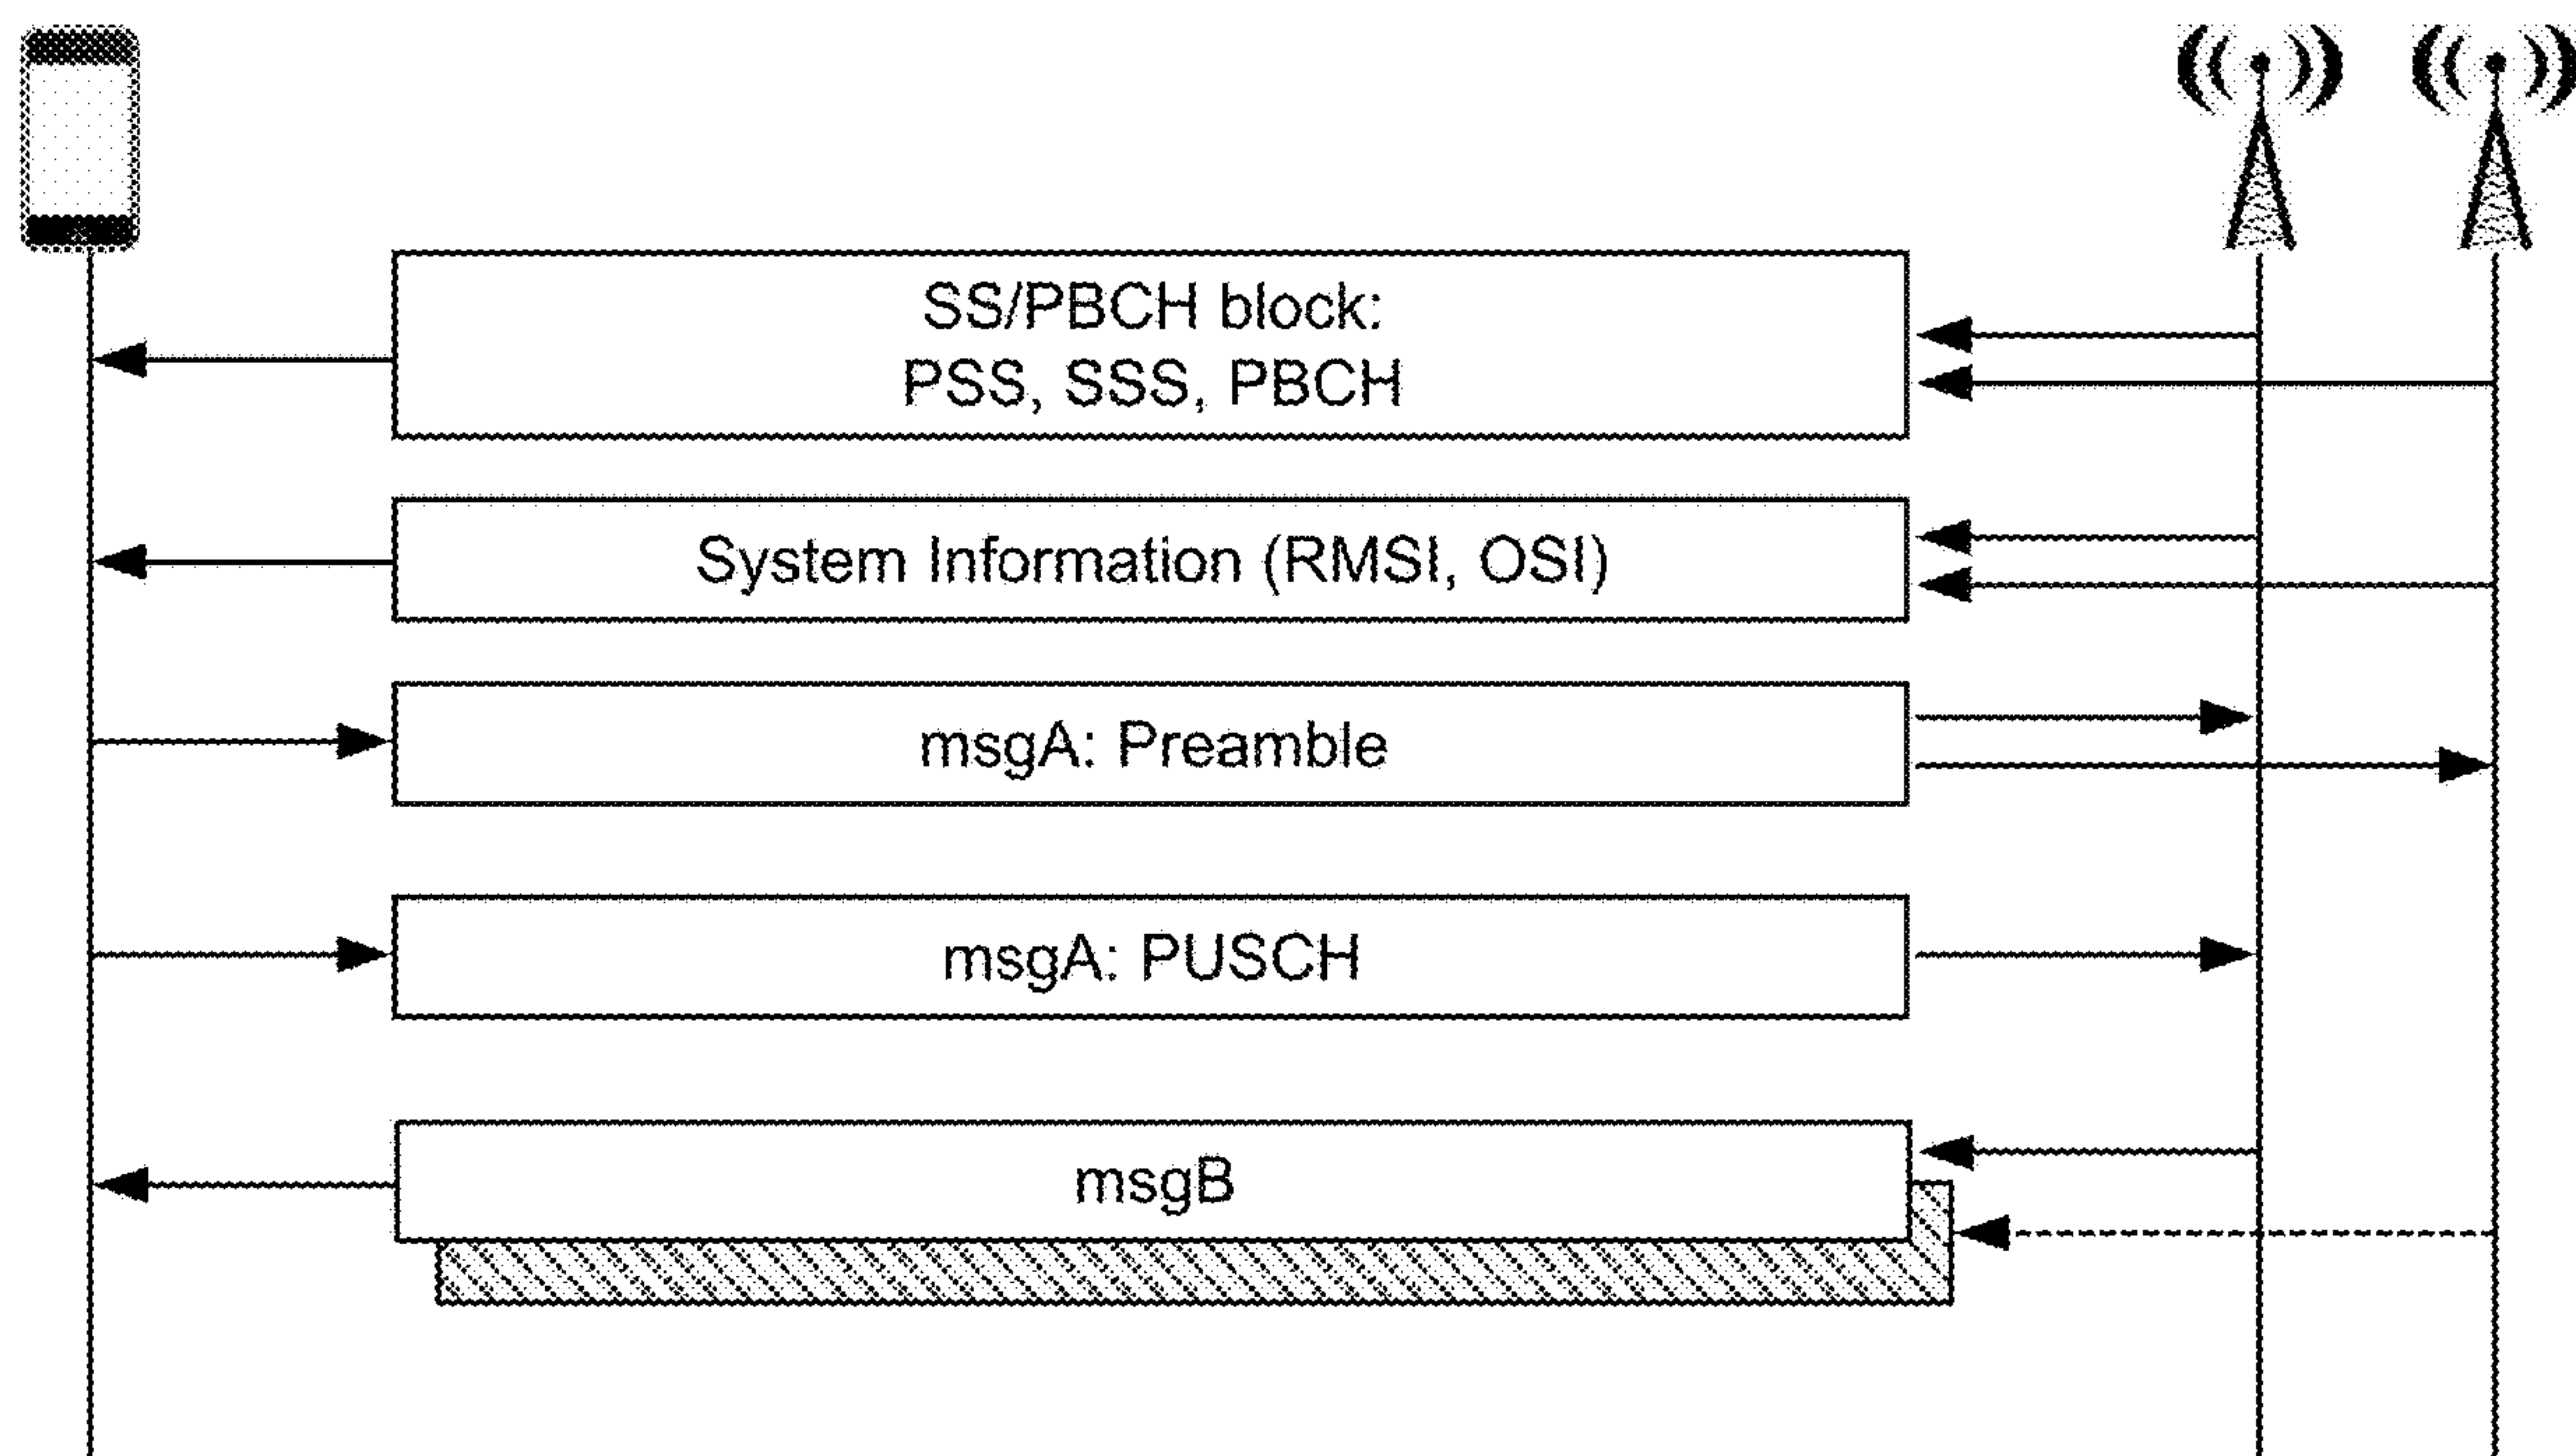 SS/PBCH block:
PSS, SSS, PBCH
System Information (RMSI, OSI)
msgA: Preamble
msgA: PUSCH
msgB